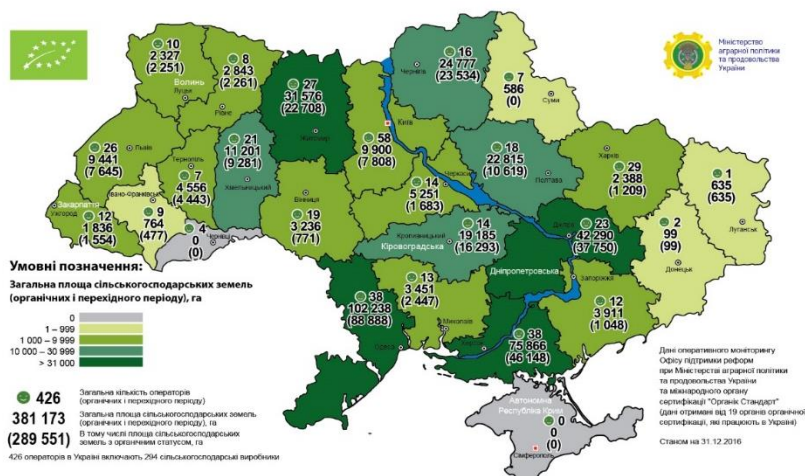 Міністерство
аграрної політики
та продовольства
України
10
2 327
(2 251)
Волинь
Луцьк
8
2 843
(2 261)
Рівне
27
31 576
(22 708)
Житомир
58
9 900
(7 808)
Київ
16
24 777
(23 534)
Чернігів
7
586
(0)
Суми
26
9 441
(7 645)
Львів
7
4 556
(4 443)
Тернопіль
21
11 201
(9 281)
Хмельницький
18
22 815
(10 619)
Полтава
29
2 388
(1 209)
Харків
1
635
(635)
Луганськ
Закарпаття
Ужгород
12
1 836
(1 554)
Івано-Франківськ
9
764
(477)
4
0
(0)
Чернівці
19
3 236
(771)
Вінниця
14
5 251
(1 683)
Черкаси
14
19 185
(16 293)
Кропивницький
Кіровоградська
23
42 290
(37 750)
Дніпро
Дніпропетровська
2
99
(99)
Донецьк
38
102 238
(88 888)
Одеса
13
3 451
(2 447)
Миколаїв
38
75 866
(46 148)
Херсон
12
3 911
(1 048)
Запоріжжя
Автономна
Республіка Крим
0
0
(0)
Сімферополь
Умовні позначення:
Загальна площа сільськогосподарських земель
(органічних і перехідного періоду), га
0
1 – 999
1 000 – 9 999
10 000 – 30 999
> 31 000
426 Загальна кількість операторів
(органічних і перехідного періоду)
381 173 Загальна площа сільськогосподарських земель
(органічних і перехідного періоду), га
(289 551) В тому числі площа сільськогосподарських
земель з органічним статусом, га
426 операторів в Україні включають 294 сільськогосподарські виробники
Дані оперативного моніторингу
Офісу підтримки реформ
при Міністерстві аграрної політики
та продовольства України
та міжнародного органу
сертифікації "Органік Стандарт"
(дані отримані від 19 органів органічної
сертифікації, які працюють в Україні)
Станом на 31.12.2016